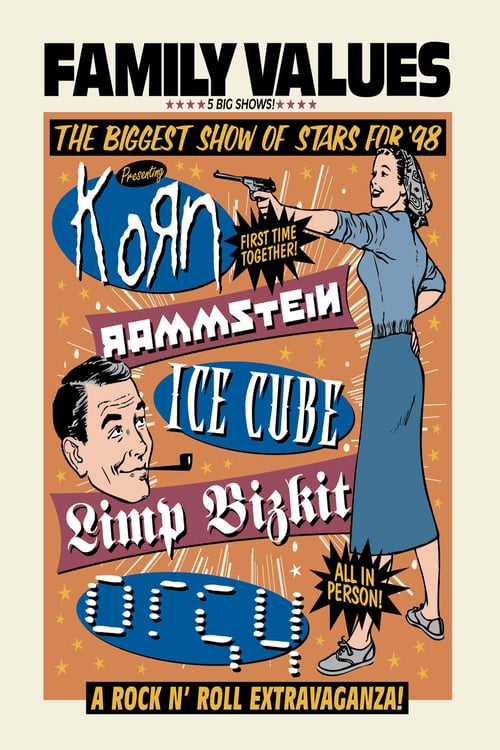 FAMILY VALUES
★★★★5 BIG SHOWS!★★★★
THE BIGGEST SHOW OF STARS FOR '98
Presenting
KoЯn
FIRST TIME
TOGETHER!
RAMMSTEIN
ICE CUBE
Limp Bizkit
orgy
ALL IN
PERSON!
A ROCK N' ROLL EXTRAVAGANZA!